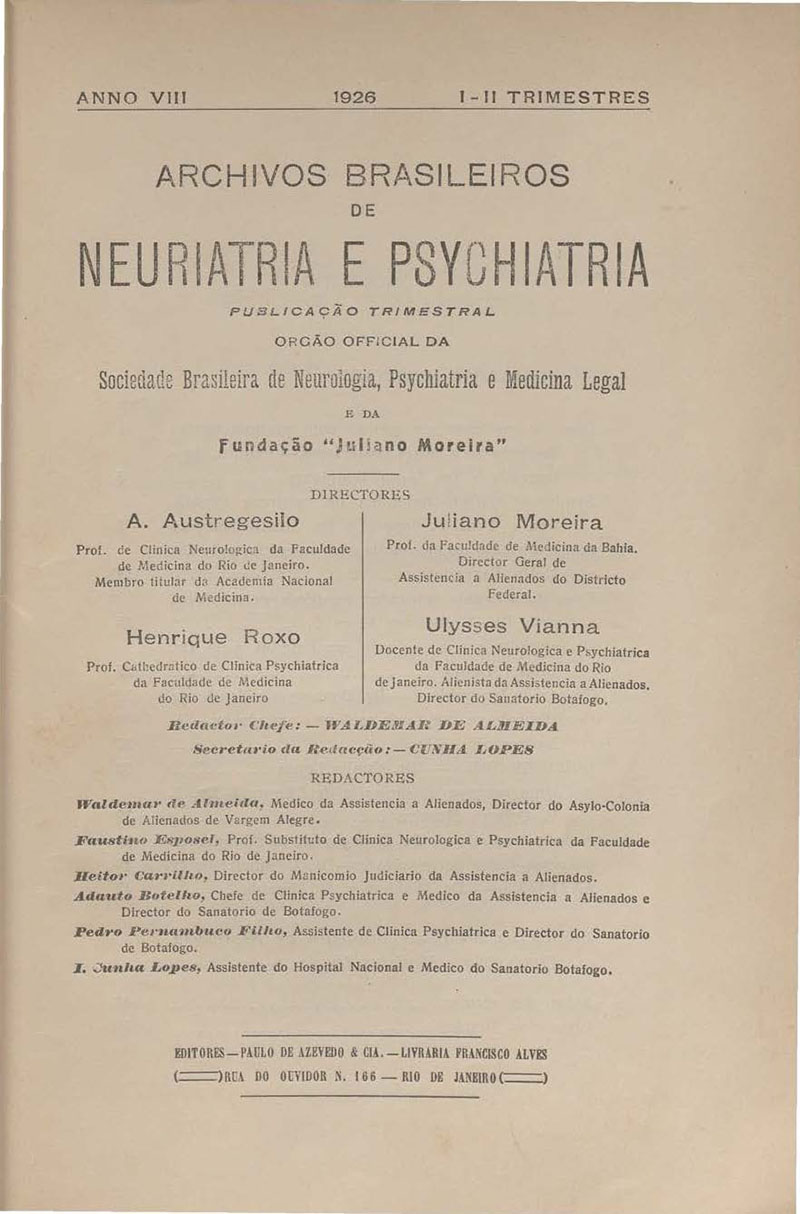 ANNO VIII 1926 I-II TRIMESTRES
ARCHIVOS BRASILEIROS
DE
NEURIATRIA E PSYCHIATRIA
PUBLICAÇÃO TRIMESTRAL
ORGÃO OFFICIAL DA
Sociedade Brasileira de Neurologia, Psychiatria e Medicina Legal
E DA
Fundação "Juliano Moreira"
DIRECTORES
A. Austregesilo
Prof. de Clinica Neurologica da Faculdade
de Medicina do Rio de Janeiro.
Membro titular da Academia Nacional
de Medicina.
Henrique Roxo
Prof. Cathedratico de Clinica Psychiatrica
da Faculdade de Medicina
do Rio de Janeiro
Juliano Moreira
Prof. da Faculdade de Medicina da Bahia.
Director Geral de
Assistencia a Alienados do Districto
Federal.
Ulysses Vianna
Docente de Clinica Neurologica e Psychiatrica
da Faculdade de Medicina do Rio
de Janeiro. Alienista da Assistencia a Alienados.
Director do Sanatorio Botafogo.
Redactor Chefe: — WALDEMAR DE ALMEIDA
Secretario da Redacção: — CUNHA LOPES
REDACTORES
Waldemar de Almeida, Medico da Assistencia a Alienados, Director do Asylo-Colonia
de Alienados de Vargem Alegre.
Faustino Esposel, Prof. Substituto de Clinica Neurologica e Psychiatrica da Faculdade
de Medicina do Rio de Janeiro.
Heitor Carrilho, Director do Manicomio Judiciario da Assistencia a Alienados.
Adauto Botelho, Chefe de Clinica Psychiatrica e Medico da Assistencia a Alienados e
Director do Sanatorio de Botafogo.
Pedro Pernambuco Filho, Assistente de Clinica Psychiatrica e Director do Sanatorio
de Botafogo.
I. Cunha Lopes, Assistente do Hospital Nacional e Medico do Sanatorio Botafogo.
EDITORES — PAULO DE AZEVEDO & CIA. — LIVRARIA FRANCISCO ALVES
RUA DO OUVIDOR N. 166 — RIO DE JANEIRO